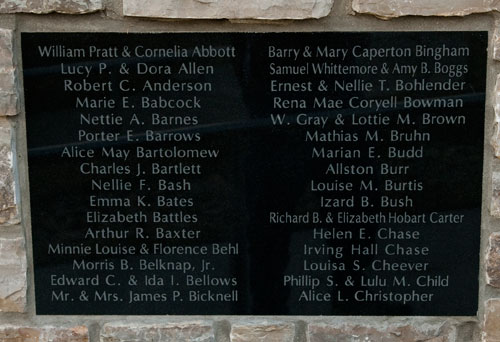 William Pratt & Cornelia Abbott
Lucy P. & Dora Allen
Robert C. Anderson
Marie E. Babcock
Nettie A. Barnes
Porter E. Barrows
Alice May Bartolomew
Charles J. Bartlett
Nellie F. Bash
Emma K. Bates
Elizabeth Battles
Arthur R. Baxter
Minnie Louise & Florence Behl
Morris B. Belknap, Jr.
Edward C. & Ida I. Bellows
Mr. & Mrs. James P. Bicknell
Barry & Mary Caperton Bingham
Samuel Whittemore & Amy B. Boggs
Ernest & Nellie T. Bohlender
Rena Mae Coryell Bowman
W. Gray & Lottie M. Brown
Mathias M. Bruhn
Marian E. Budd
Allston Burr
Louise M. Burtis
Izard B. Bush
Richard B. & Elizabeth Hobart Carter
Helen E. Chase
Irving Hall Chase
Louisa S. Cheever
Phillip S. & Lulu M. Child
Alice L. Christopher